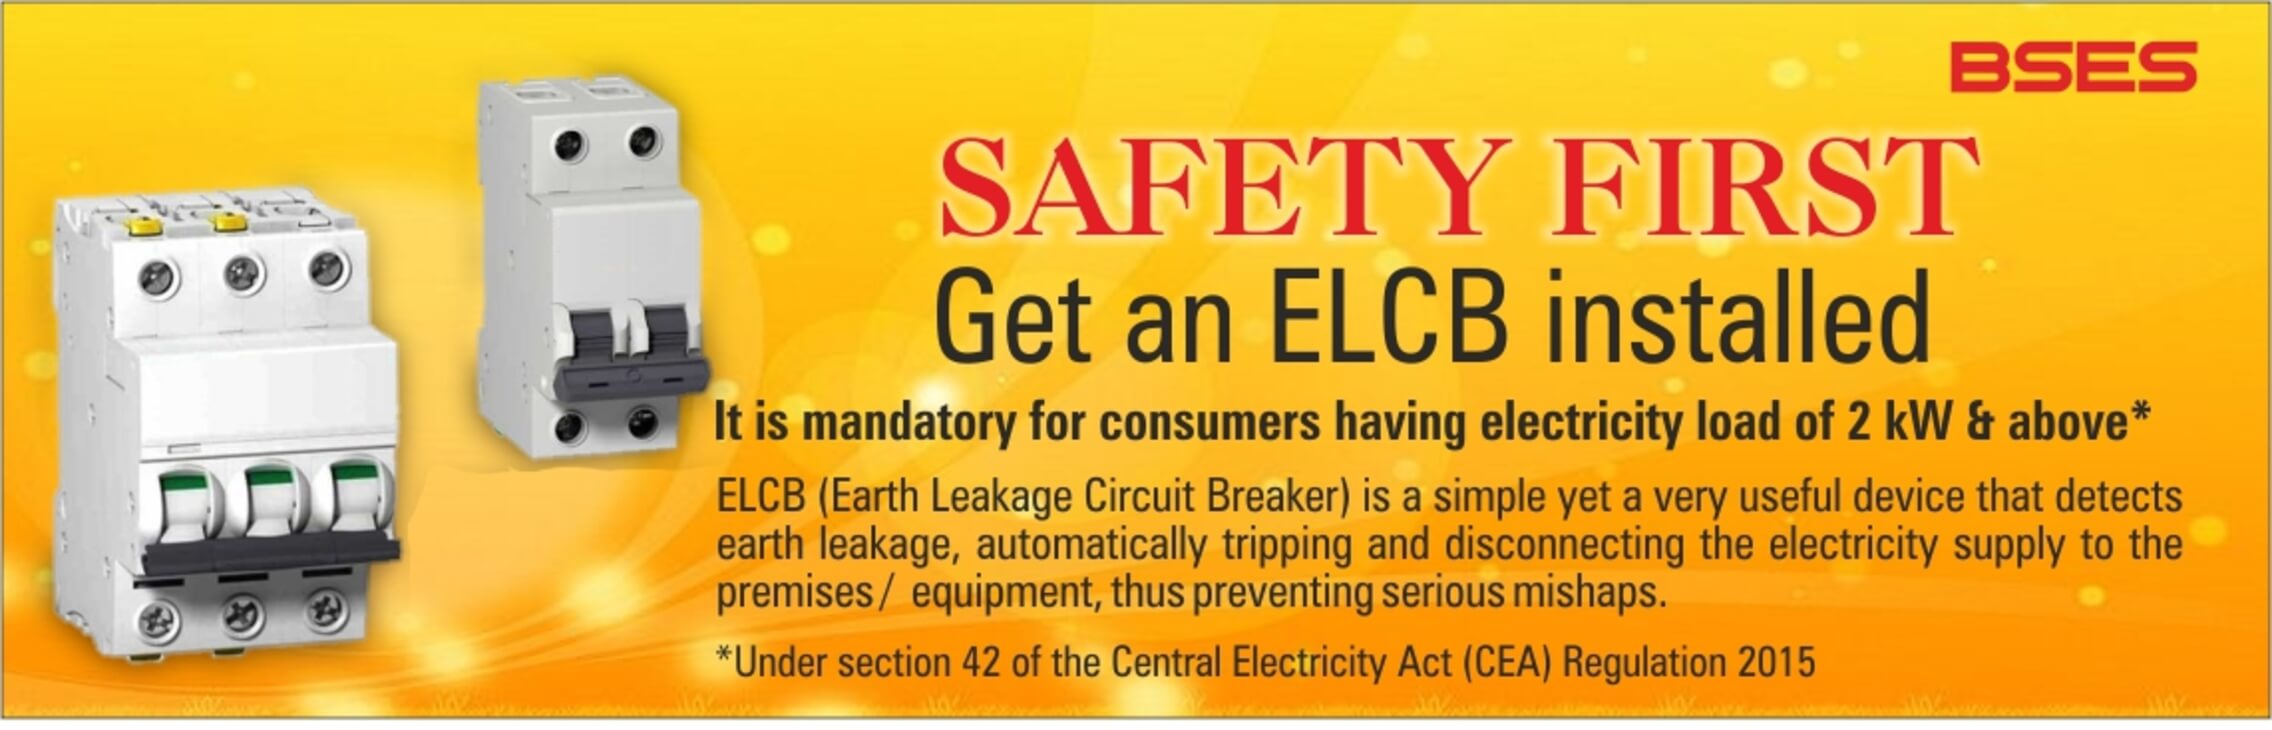 BSES
SAFETY FIRST
Get an ELCB installed
It is mandatory for consumers having electricity load of 2 kW & above*
ELCB (Earth Leakage Circuit Breaker) is a simple yet a very useful device that detects
earth leakage, automatically tripping and disconnecting the electricity supply to the
premises/ equipment, thus preventing serious mishaps.
*Under section 42 of the Central Electricity Act (CEA) Regulation 2015